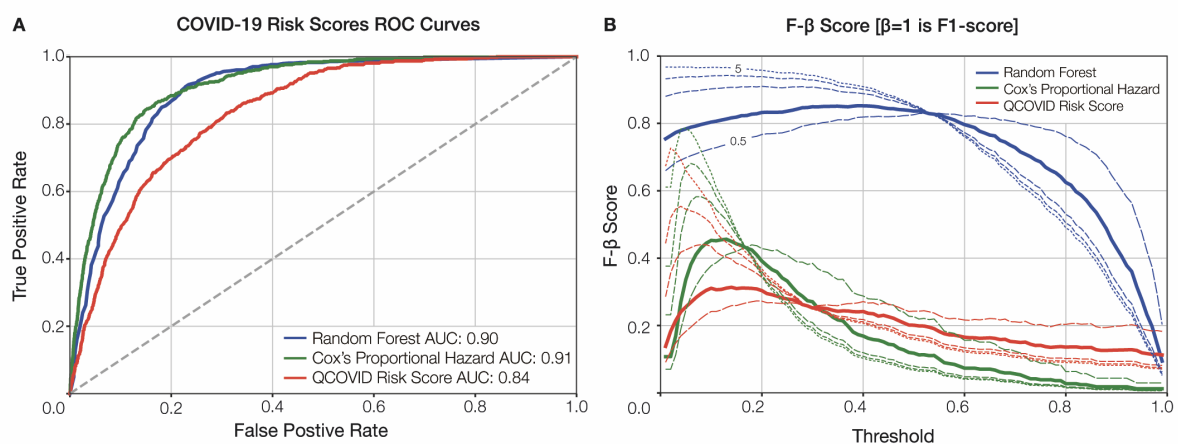 A
COVID-19 Risk Scores ROC Curves
1.0
0.8
0.6
0.4
0.2
0.0
0.2
0.4
0.6
0.8
1.0
True Positive Rate
False Postive Rate
Random Forest AUC: 0.90
Cox's Proportional Hazard AUC: 0.91
QCOVID Risk Score AUC: 0.84
B
F-β Score [β=1 is F1-score]
1.0
0.8
0.6
0.4
0.2
0.0
0.2
0.4
0.6
0.8
1.0
F-β Score
Threshold
5
0.5
Random Forest
Cox's Proportional Hazard
QCOVID Risk Score